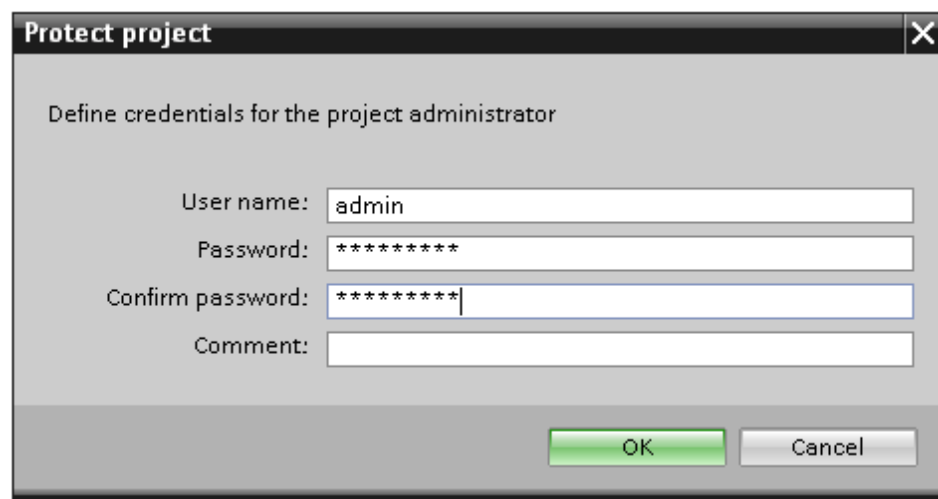 Protect project
Define credentials for the project administrator
User name: admin
Password: *********
Confirm password: *********
Comment:
OK Cancel